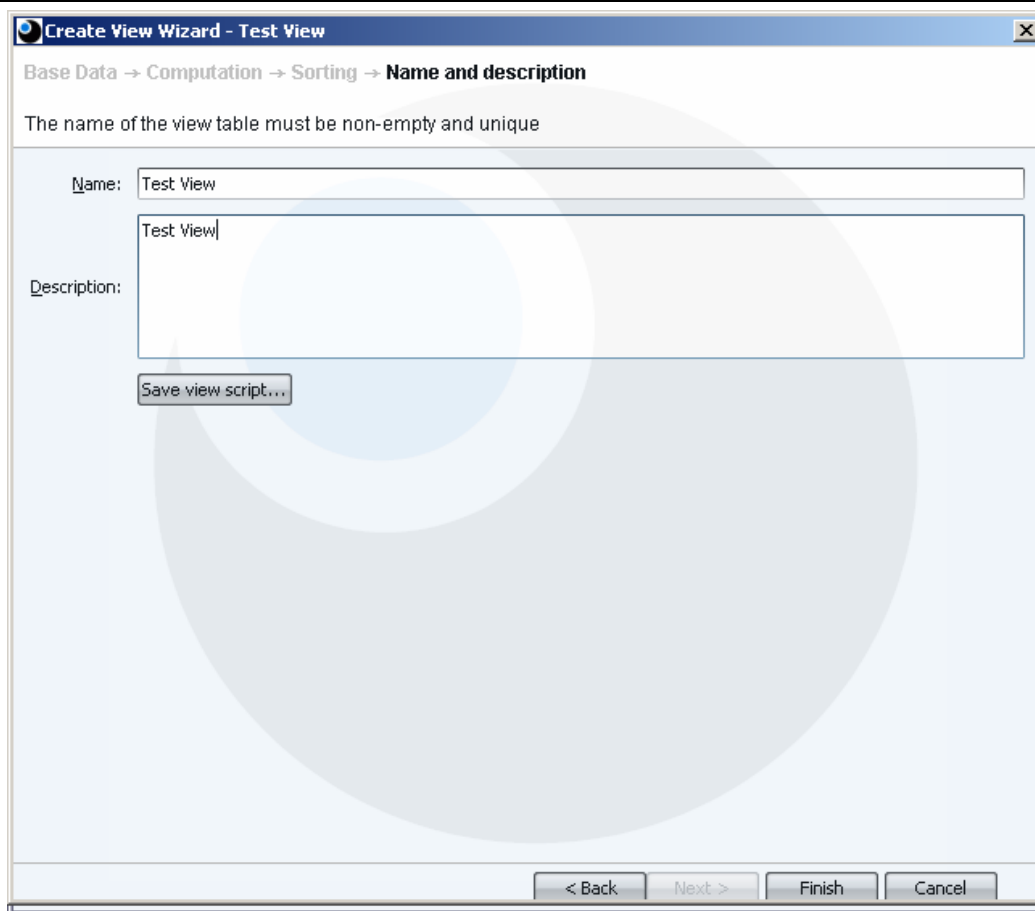 Create View Wizard - Test View
Base Data → Computation → Sorting → Name and description
The name of the view table must be non-empty and unique
Name: Test View
Test View
Description:
Save view script...
< Back Next > Finish Cancel